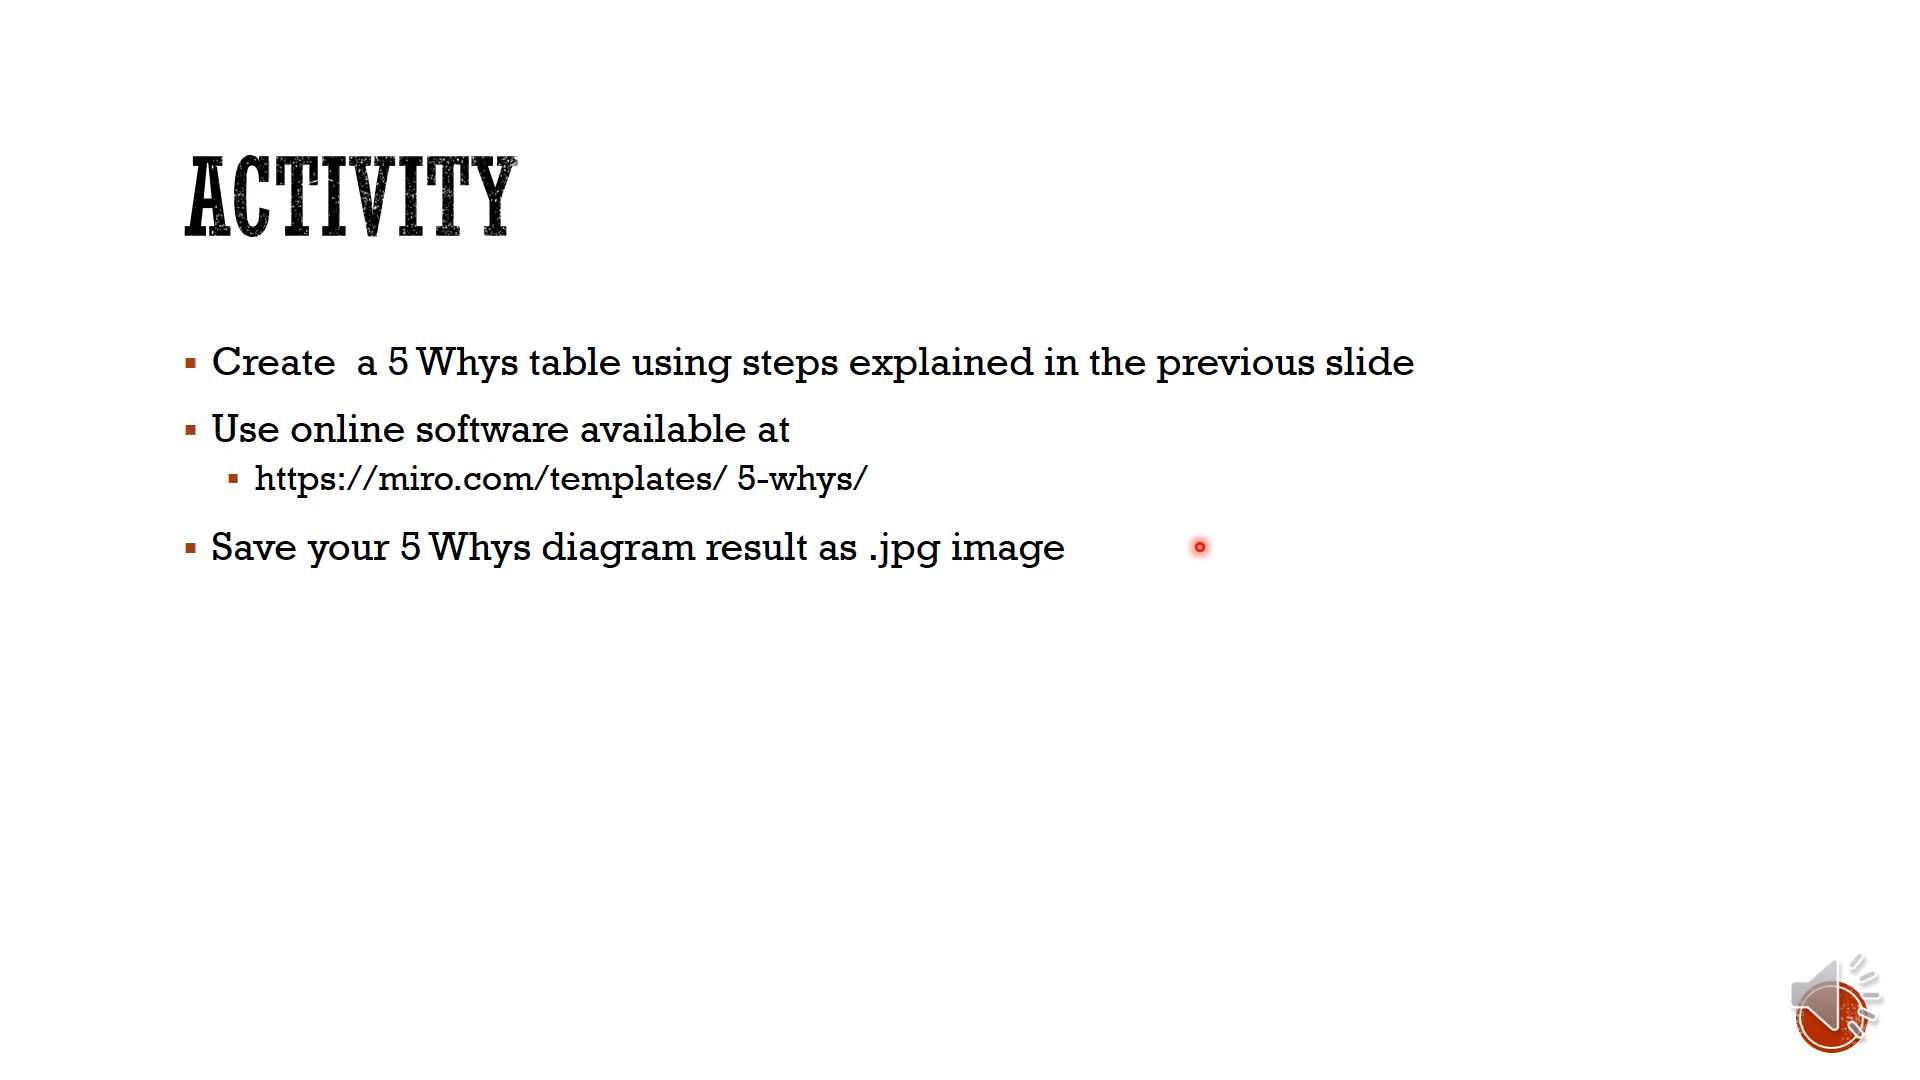 ACTIVITY
Create a 5 Whys table using steps explained in the previous slide
Use online software available at
https://miro.com/templates/ 5-whys/
Save your 5 Whys diagram result as .jpg image